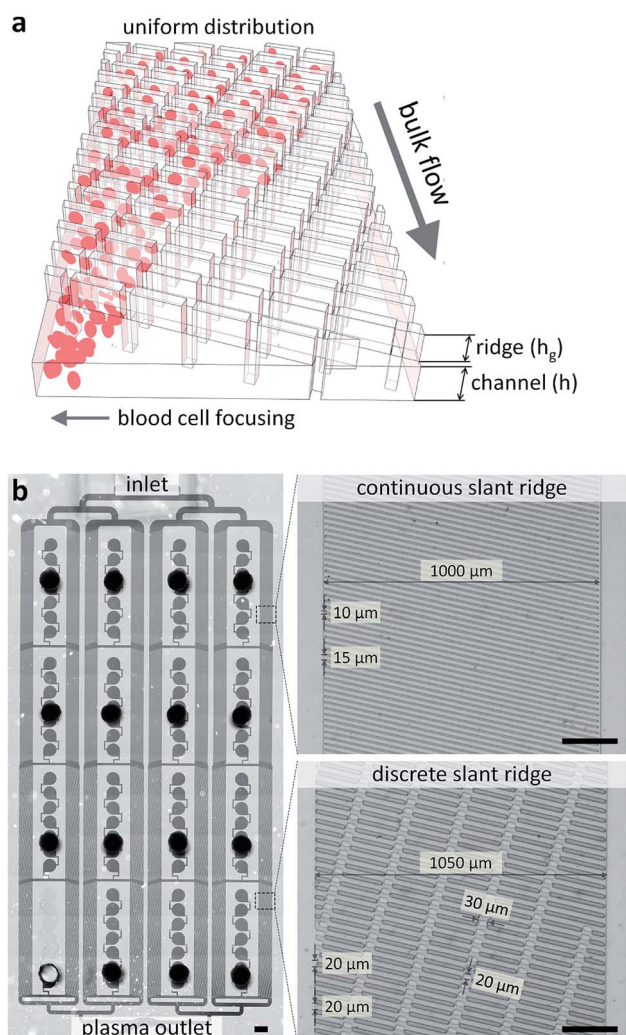 a
uniform distribution
bulk flow
ridge (hg)
channel (h)
blood cell focusing
b
inlet
plasma outlet
continuous slant ridge
1000 µm
10 µm
15 µm
discrete slant ridge
1050 µm
30 µm
20 µm
20 µm
20 µm